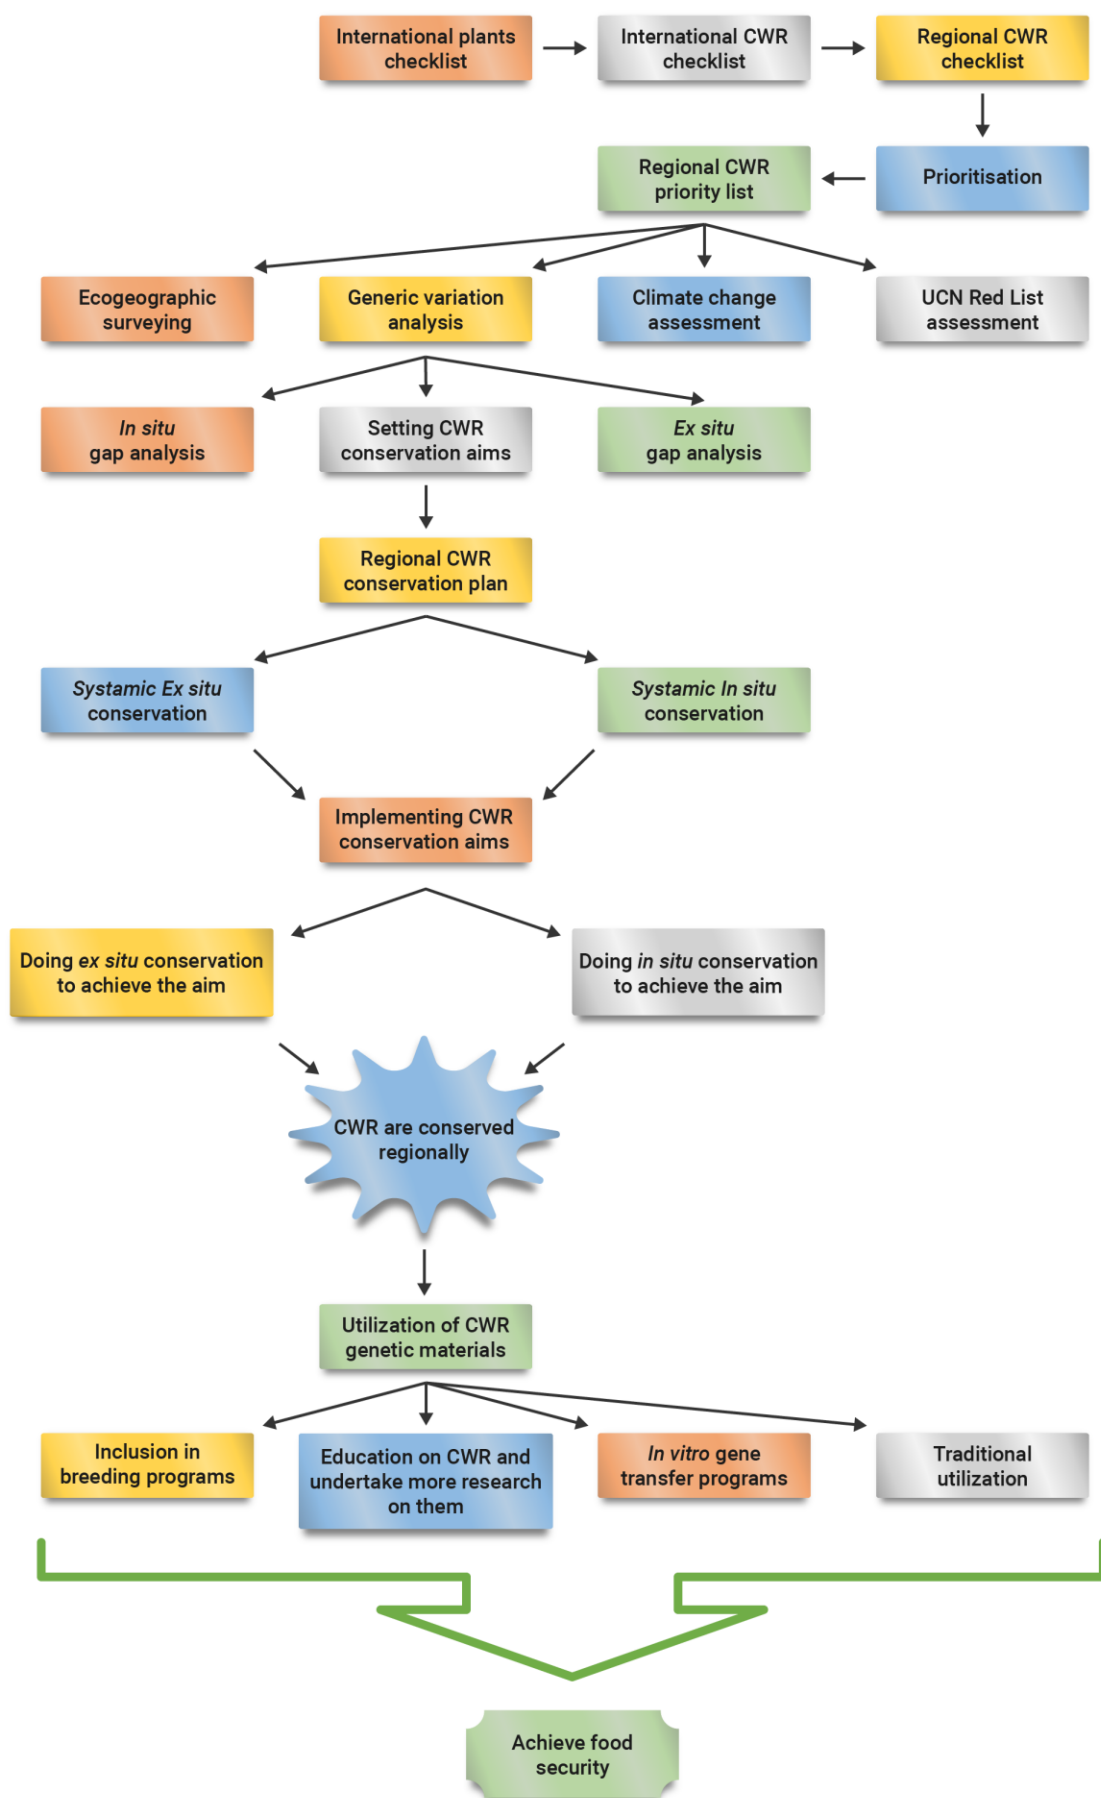 International plants
checklist
International CWR
checklist
Regional CWR
checklist
Regional CWR
priority list
Prioritisation
Ecogeographic
surveying
Generic variation
analysis
Climate change
assessment
UCN Red List
assessment
In situ
gap analysis
Setting CWR
conservation aims
Ex situ
gap analysis
Regional CWR
conservation plan
Systamic Ex situ
conservation
Systamic In situ
conservation
Implementing CWR
conservation aims
Doing ex situ conservation
to achieve the aim
Doing in situ conservation
to achieve the aim
CWR are conserved
regionally
Utilization of CWR
genetic materials
Inclusion in
breeding programs
Education on CWR and
undertake more research
on them
In vitro gene
transfer programs
Traditional
utilization
Achieve food
security